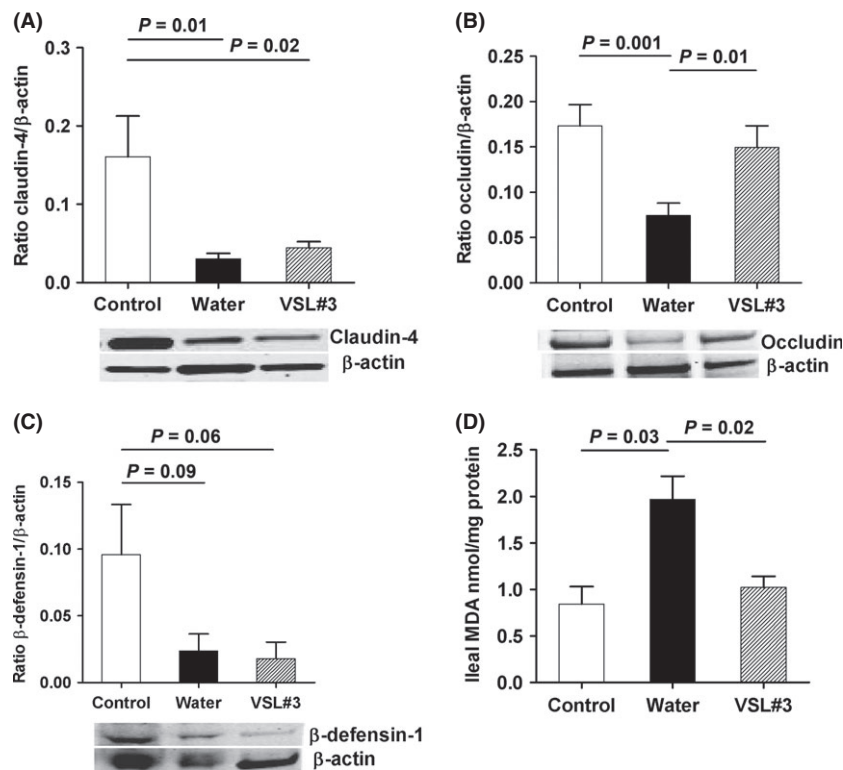 (A)
P = 0.01
P = 0.02
Ratio claudin-4/β-actin
0.3
0.2
0.1
0.0
Control Water VSL#3
Claudin-4
β-actin
(B)
P = 0.001 P = 0.01
Ratio occludin/β-actin
0.25
0.20
0.15
0.10
0.05
0.00
Control Water VSL#3
Occludin
β-actin
(C)
P = 0.06
P = 0.09
Ratio β-defensin-1/β-actin
0.15
0.10
0.05
0.00
Control Water VSL#3
β-defensin-1
β-actin
(D)
P = 0.03 P = 0.02
Ileal MDA nmol/mg protein
2.5
2.0
1.5
1.0
0.5
0.0
Control Water VSL#3